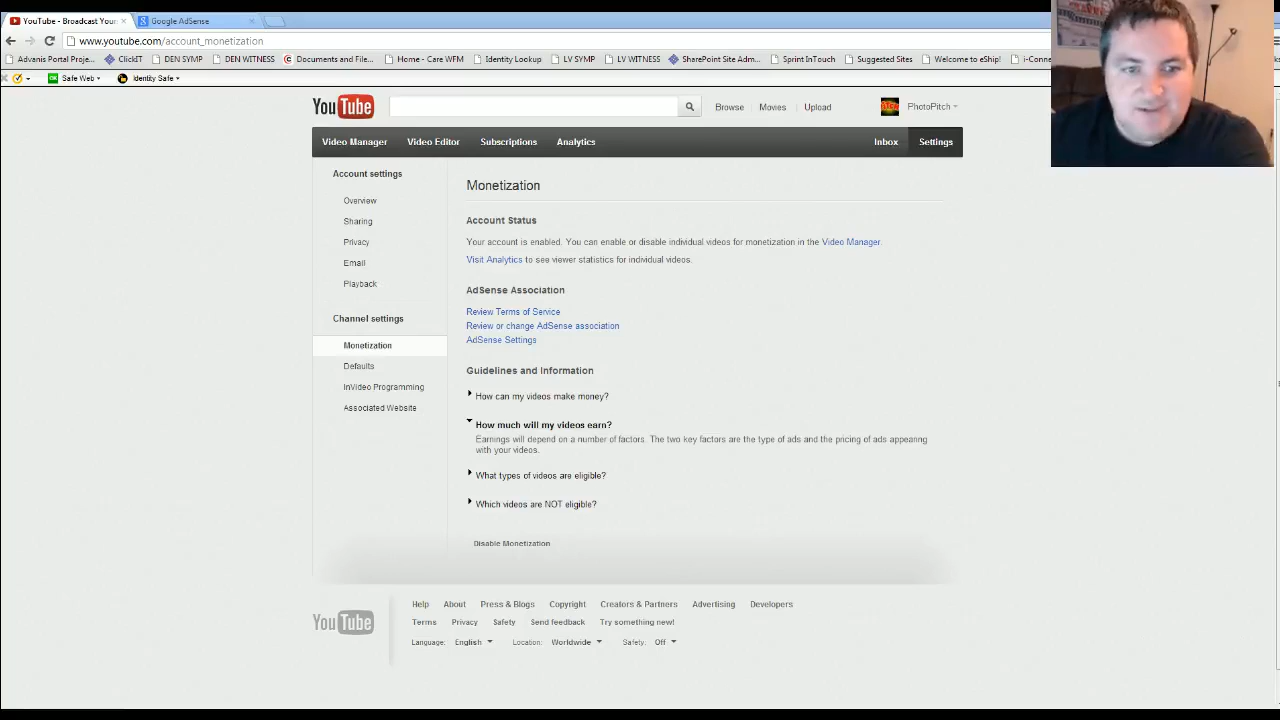 YouTube - Broadcast Your
Google AdSense
www.youtube.com/account_monetization
Advanis Portal Proje... ClickIT DEN SYMP DEN WITNESS Documents and File... Home - Care WFM Identity Lookup LV SYMP LV WITNESS SharePoint Site Adm... Sprint InTouch Suggested Sites Welcome to eShip! i-Conne
Safe Web Identity Safe
YouTube
Browse Movies Upload PhotoPitch
Video Manager Video Editor Subscriptions Analytics Inbox Settings
Account settings
Overview
Sharing
Privacy
Email
Playback
Channel settings
Monetization
Defaults
InVideo Programming
Associated Website
Monetization
Account Status
Your account is enabled. You can enable or disable individual videos for monetization in the Video Manager.
Visit Analytics to see viewer statistics for individual videos.
AdSense Association
Review Terms of Service
Review or change AdSense association
AdSense Settings
Guidelines and Information
How can my videos make money?
How much will my videos earn?
Earnings will depend on a number of factors. The two key factors are the type of ads and the pricing of ads appearing
with your videos.
What types of videos are eligible?
Which videos are NOT eligible?
Disable Monetization
YouTube
Help About Press & Blogs Copyright Creators & Partners Advertising Developers
Terms Privacy Safety Send feedback Try something new!
Language: English Location: Worldwide Safety: Off